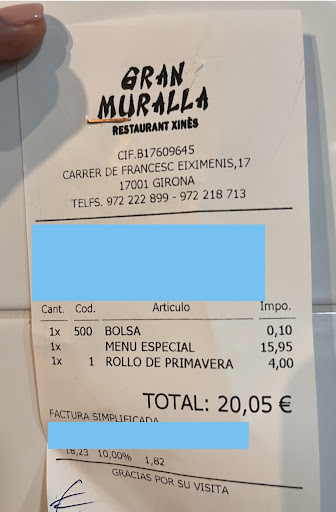 GRAN
MURALLA
RESTAURANT XINÈS
CIF.B17609645
CARRER DE FRANCESC EIXIMENIS,17
17001 GIRONA
TELFS. 972 222 899 - 972 218 713
Cant. Cod. Articulo Impo.
1x 500 BOLSA 0,10
1x MENU ESPECIAL 15,95
1x 1 ROLLO DE PRIMAVERA 4,00
TOTAL: 20,05 €
FACTURA SIMPLIFICADA
18,23 10,00% 1,82
GRACIAS POR SU VISITA